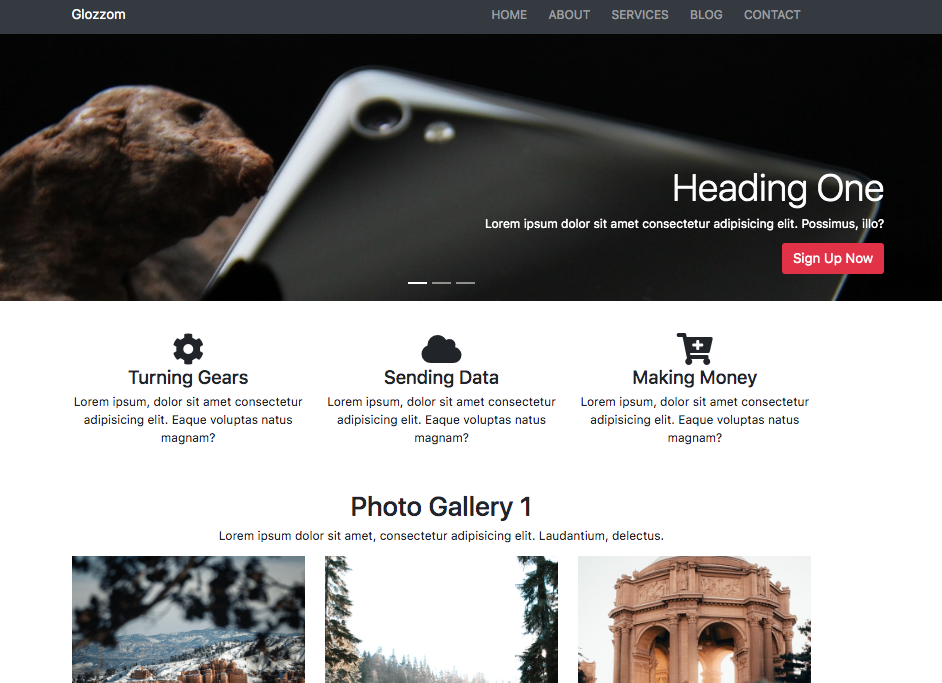 Glozzom HOME ABOUT SERVICES BLOG CONTACT
Heading One
Lorem ipsum dolor sit amet consectetur adipisicing elit. Possimus, illo?
Sign Up Now
Turning Gears
Lorem ipsum, dolor sit amet consectetur
adipisicing elit. Eaque voluptas natus
magnam?
Sending Data
Lorem ipsum, dolor sit amet consectetur
adipisicing elit. Eaque voluptas natus
magnam?
Making Money
Lorem ipsum, dolor sit amet consectetur
adipisicing elit. Eaque voluptas natus
magnam?
Photo Gallery 1
Lorem ipsum dolor sit amet, consectetur adipisicing elit. Laudantium, delectus.